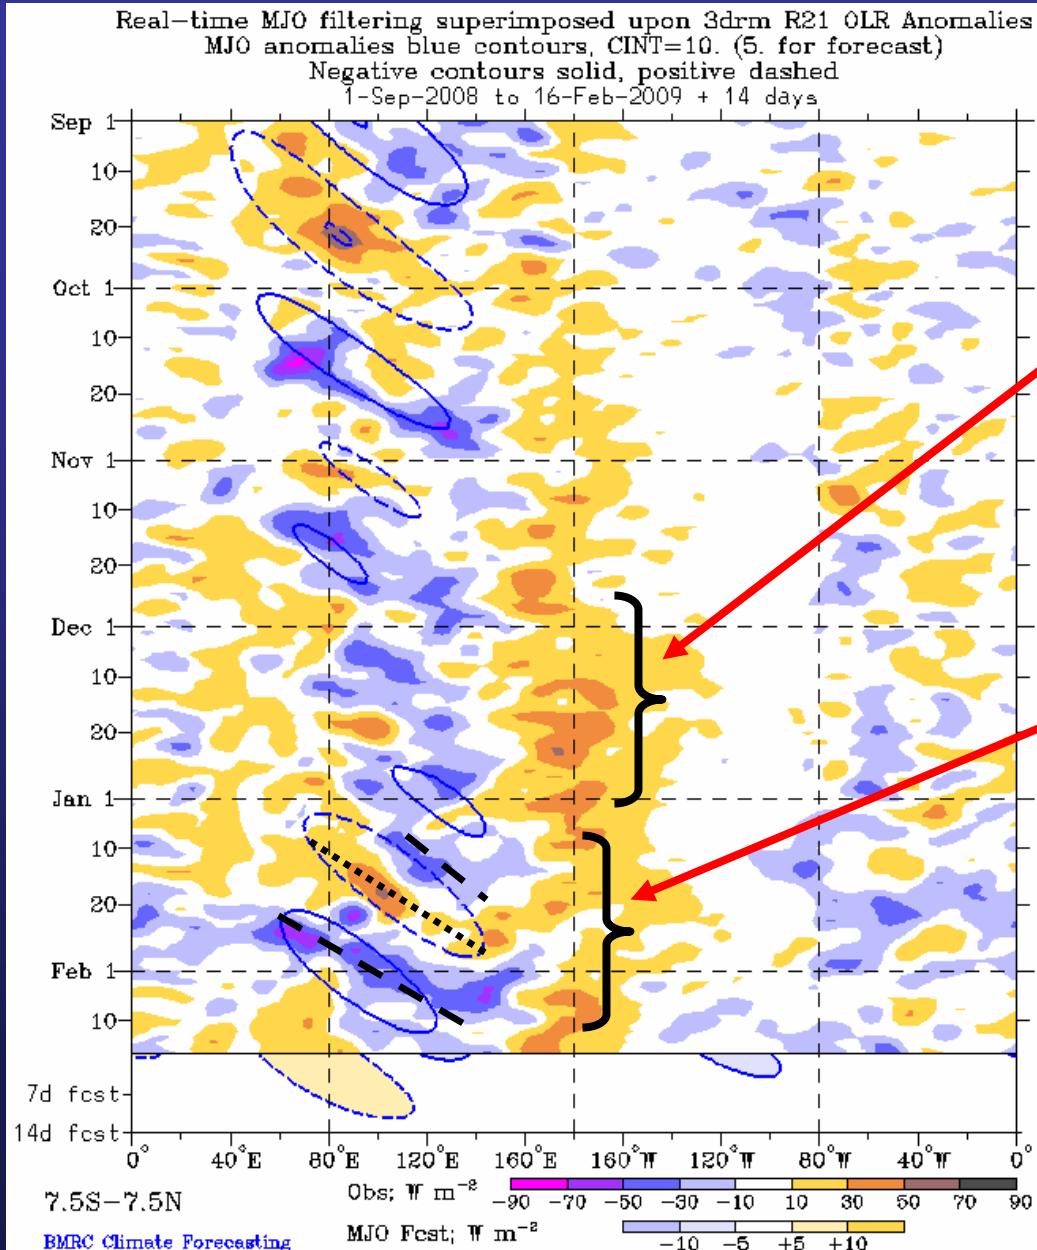 Real-time MJO filtering superimposed upon 3drm R21 OLR Anomalies
MJO anomalies blue contours, CINT=10. (5. for forecast)
Negative contours solid, positive dashed
1-Sep-2008 to 16-Feb-2009 + 14 days
Sep 1
10
20
Oct 1
10
20
Nov 1
10
20
Dec 1
10
20
Jan 1
10
20
Feb 1
10
7d fcst
14d fcst
0° 40°E 80°E 120°E 160°E 160°W 120°W 80°W 40°W 0°
7.5S-7.5N
Obs; W m⁻² -90 -70 -50 -30 -10 10 30 50 70 90
BMRC Climate Forecasting
MJO Fcst; W m⁻² -10 -5 +5 +10